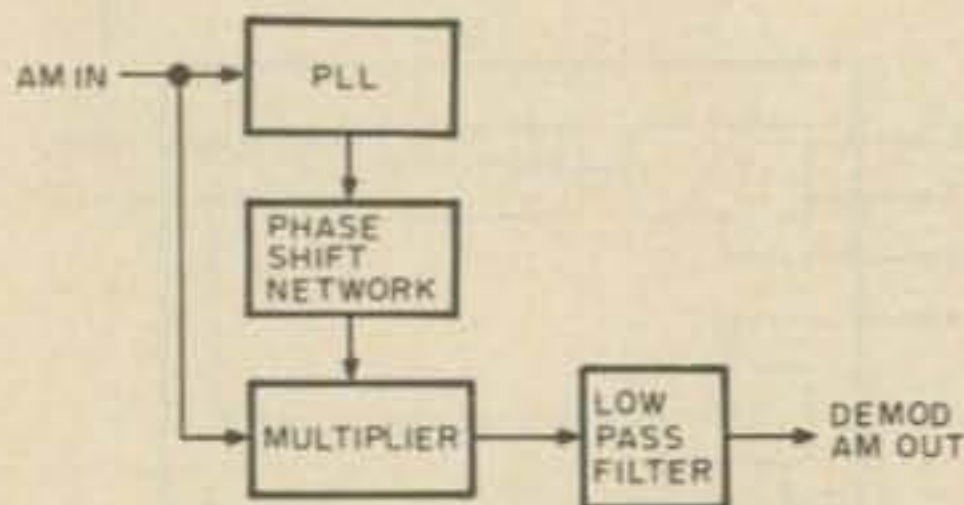 AM IN
PLL
PHASE
SHIFT
NETWORK
MULTIPLIER
LOW
PASS
FILTER
DEMOD
AM OUT